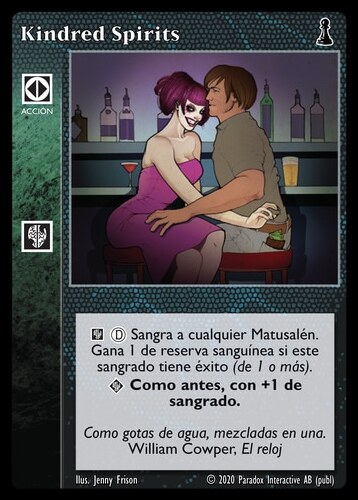 Kindred Spirits
ACCIÓN
D Sangra a cualquier Matusalén.
Gana 1 de reserva sanguínea si este
sangrado tiene éxito (de 1 o más).
Como antes, con +1 de
sangrado.
Como gotas de agua, mezcladas en una.
William Cowper, El reloj
Ilus. Jenny Frison
© 2020 Paradox Interactive AB (publ)